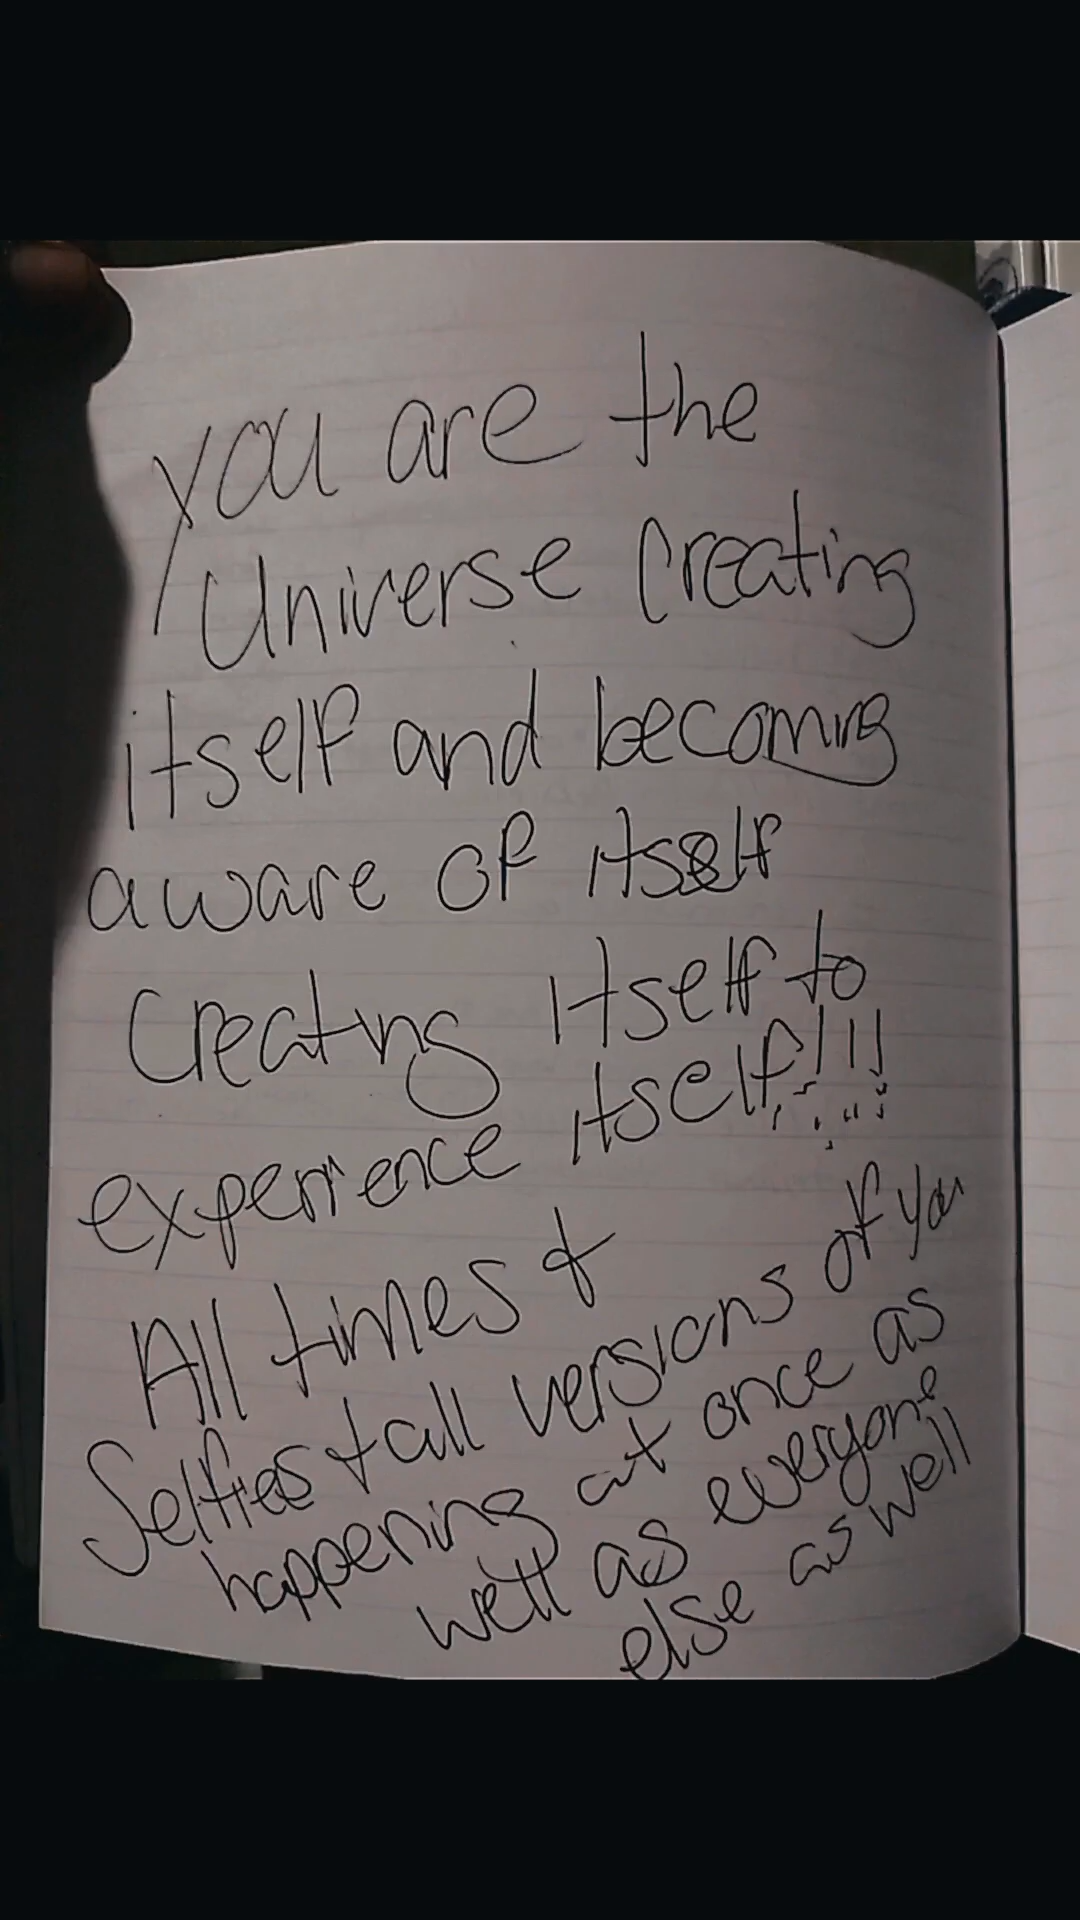 you are the
Universe Creating
itself and becoming
aware of itself
Creating itself to
experience itself!!!!
All times &
Selfies & all versions of you
happening at once as
well as everyone
else as well